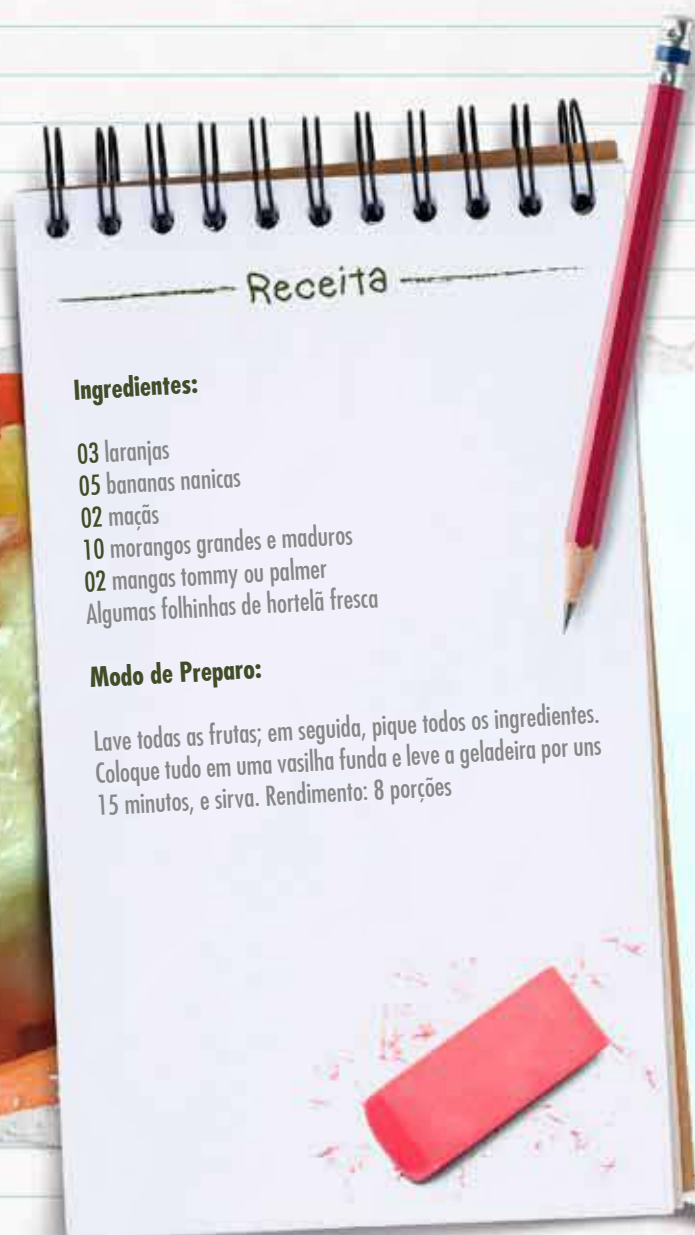 Receita
Ingredientes:
03 laranjas
05 bananas nanicas
02 maçãs
10 morangos grandes e maduros
02 mangas tommy ou palmer
Algumas folhinhas de hortelã fresca
Modo de Preparo:
Lave todas as frutas; em seguida, pique todos os ingredientes.
Coloque tudo em uma vasilha funda e leve a geladeira por uns
15 minutos, e sirva. Rendimento: 8 porções